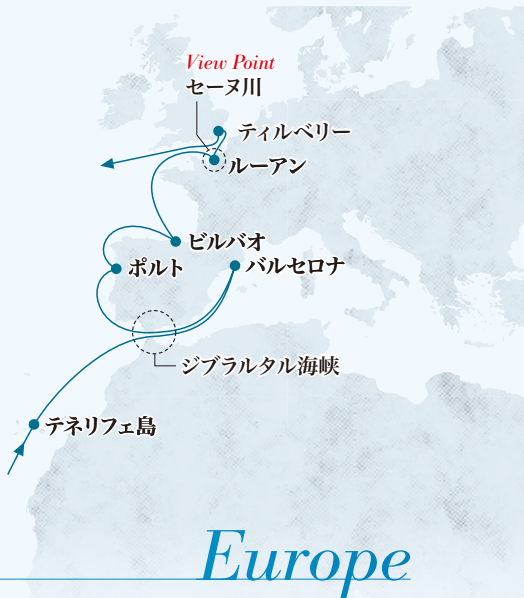 View Point
セーヌ川
ティルベリー
ルーアン
ビルバオ
ポルト
バルセロナ
ジブラルタル海峡
テネリフェ島
Europe